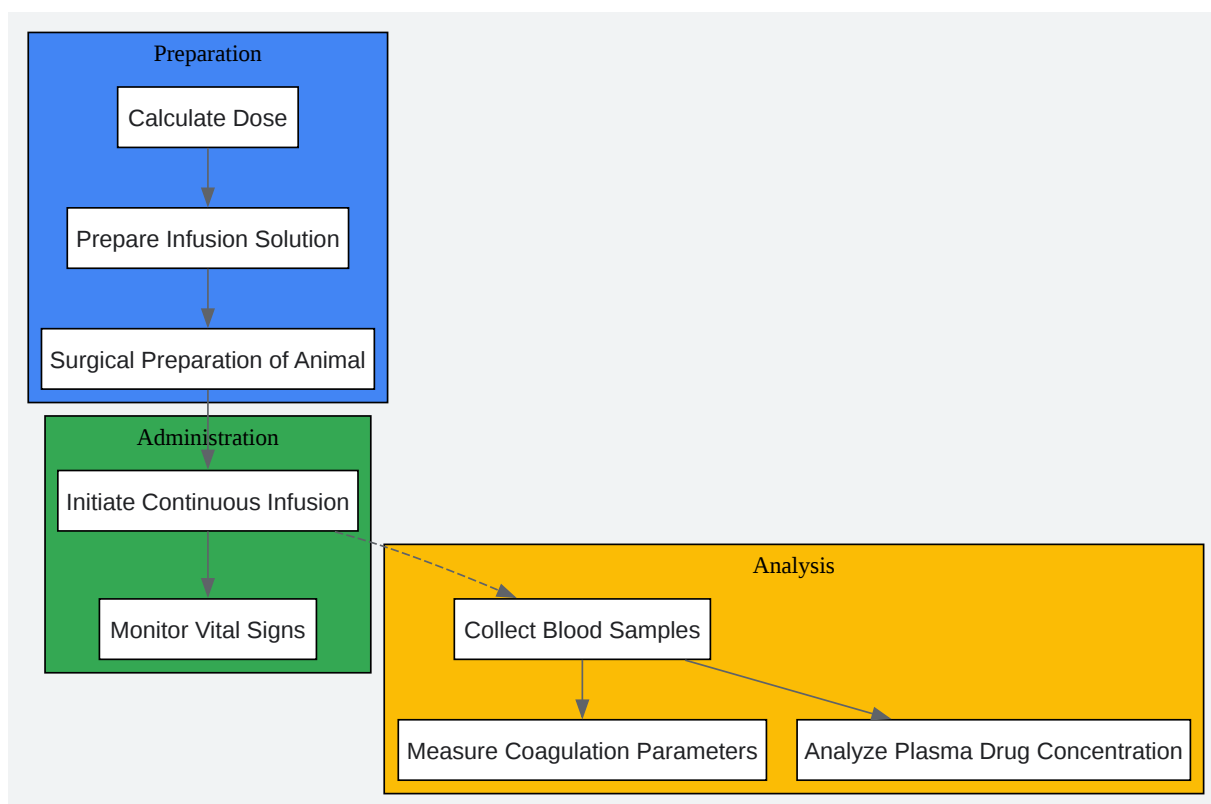 Preparation
Calculate Dose
Prepare Infusion Solution
Surgical Preparation of Animal
Administration
Initiate Continuous Infusion
Monitor Vital Signs
Analysis
Collect Blood Samples
Measure Coagulation Parameters
Analyze Plasma Drug Concentration